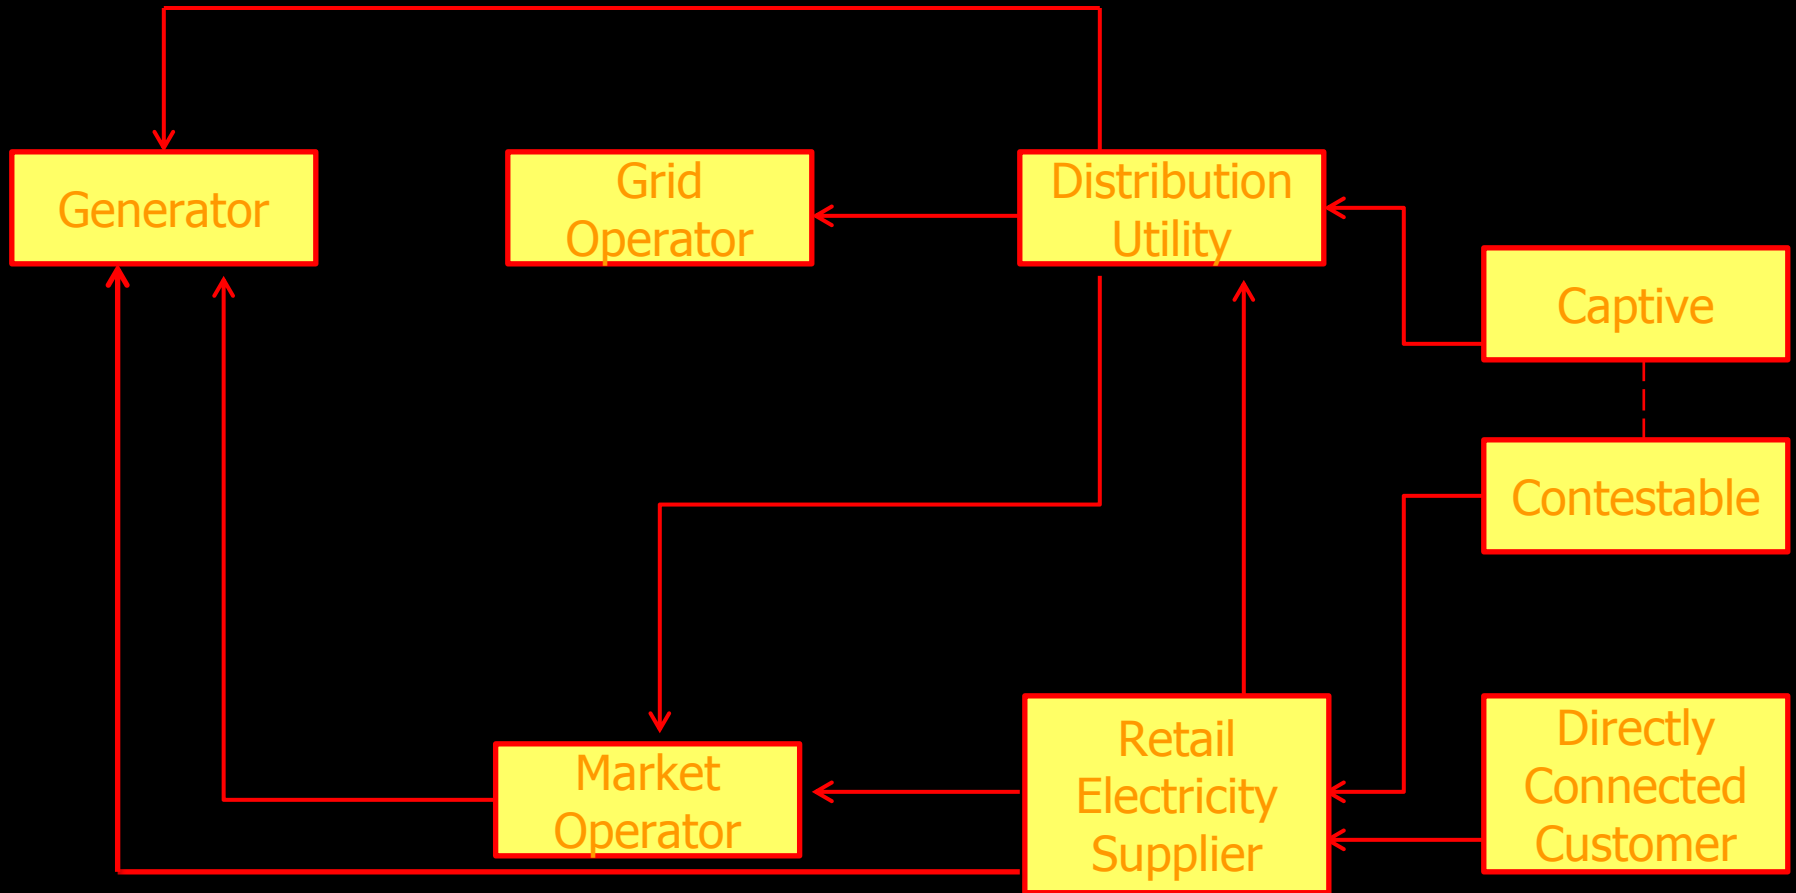 Generator
Grid
Operator
Distribution
Utility
Captive
Contestable
Market
Operator
Retail
Electricity
Supplier
Directly
Connected
Customer